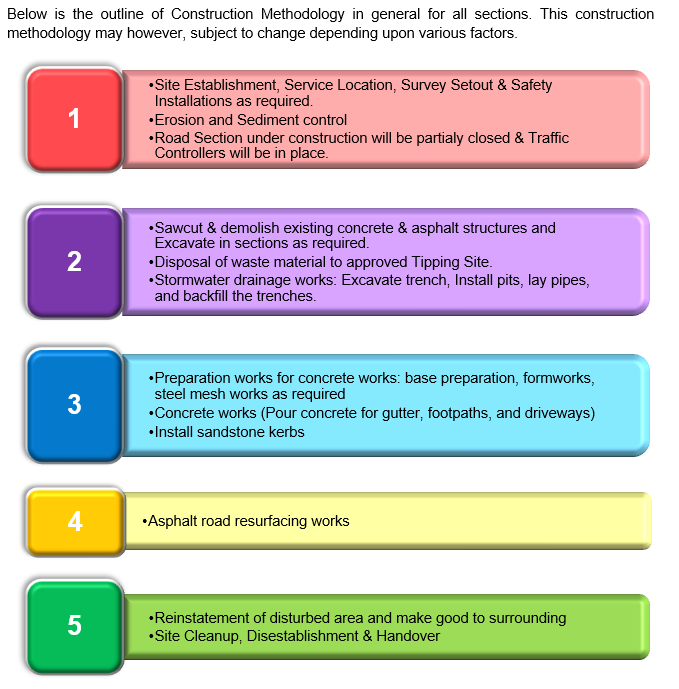 Below is the outline of Construction Methodology in general for all sections. This construction
methodology may however, subject to change depending upon various factors.
1
•Site Establishment, Service Location, Survey Setout & Safety
Installations as required.
•Erosion and Sediment control
•Road Section under construction will be partialy closed & Traffic
Controllers will be in place.
2
•Sawcut & demolish existing concrete & asphalt structures and
Excavate in sections as required.
•Disposal of waste material to approved Tipping Site.
•Stormwater drainage works: Excavate trench, Install pits, lay pipes,
and backfill the trenches.
3
•Preparation works for concrete works: base preparation, formworks,
steel mesh works as required
•Concrete works (Pour concrete for gutter, footpaths, and driveways)
•Install sandstone kerbs
4
•Asphalt road resurfacing works
5
•Reinstatement of disturbed area and make good to surrounding
•Site Cleanup, Disestablishment & Handover